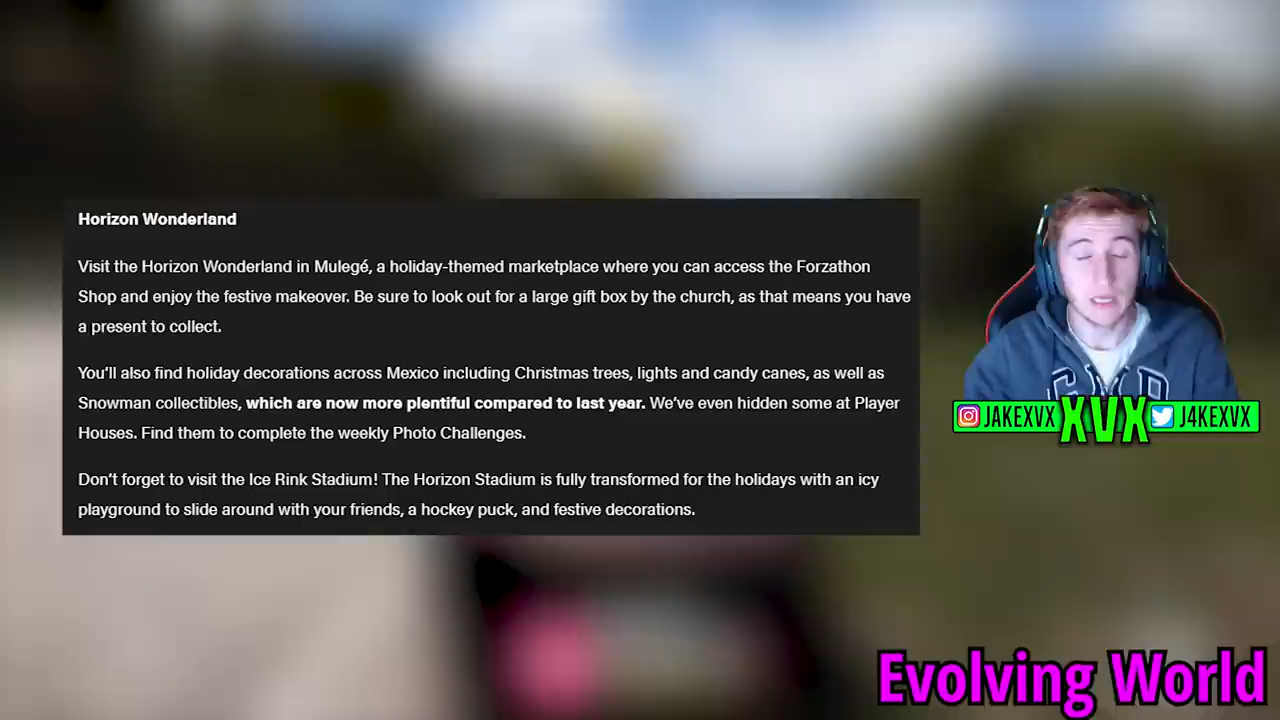 Horizon Wonderland
Visit the Horizon Wonderland in Mulegé, a holiday-themed marketplace where you can access the Forzathon
Shop and enjoy the festive makeover. Be sure to look out for a large gift box by the church, as that means you have
a present to collect.
You'll also find holiday decorations across Mexico including Christmas trees, lights and candy canes, as well as
Snowman collectibles, which are now more plentiful compared to last year. We've even hidden some at Player
Houses. Find them to complete the weekly Photo Challenges.
Don't forget to visit the Ice Rink Stadium! The Horizon Stadium is fully transformed for the holidays with an icy
playground to slide around with your friends, a hockey puck, and festive decorations.
JAKEXVX XVX J4KEXVX
Evolving World